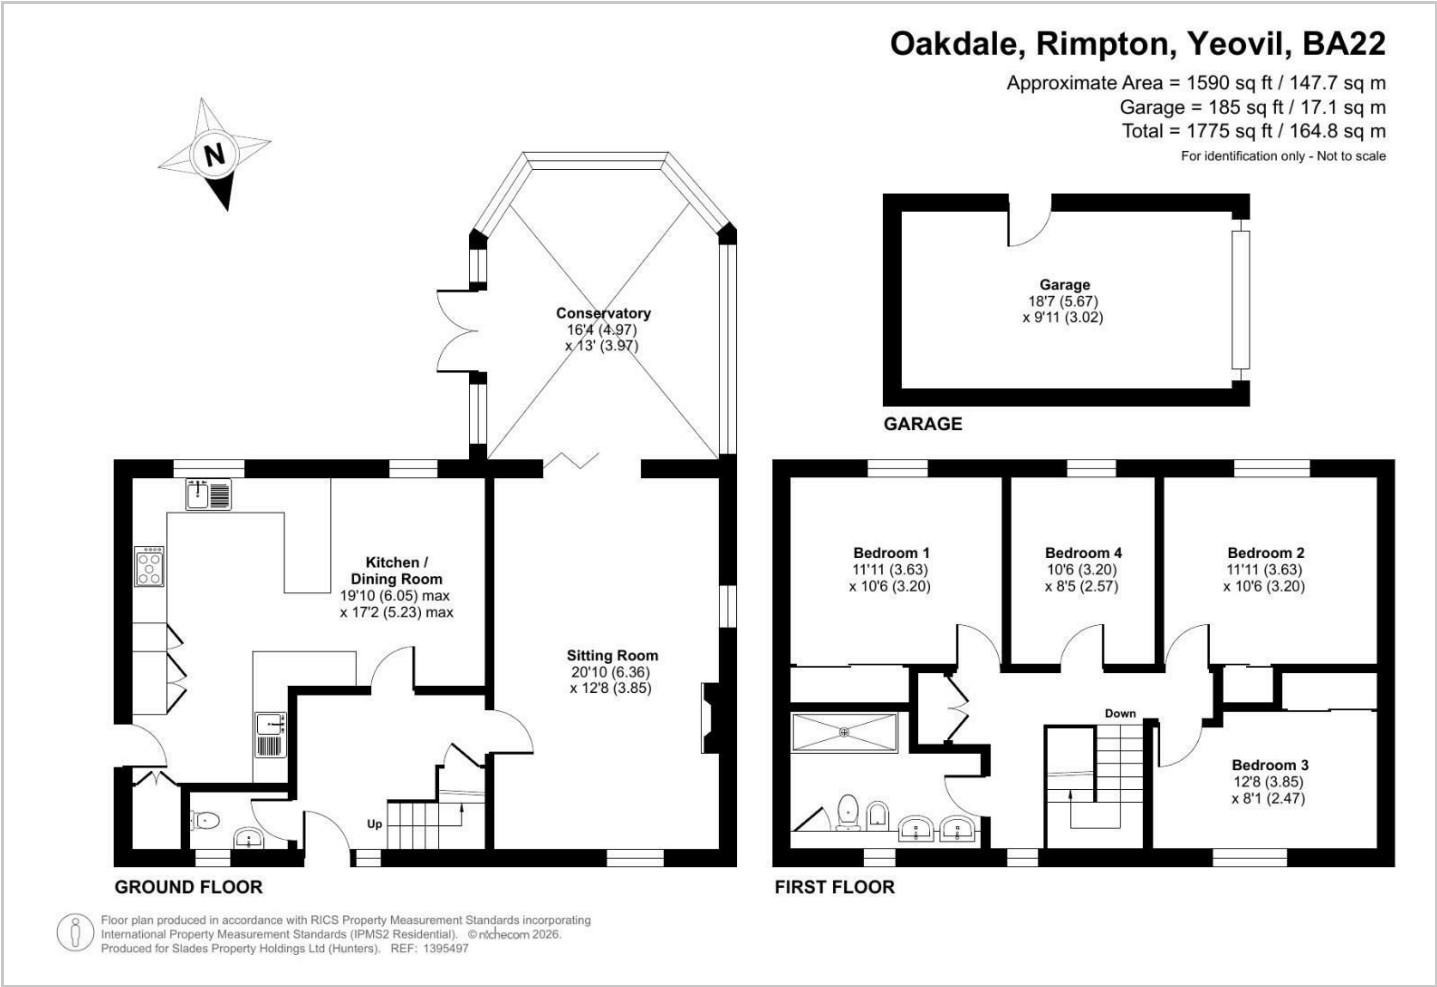 Oakdale, Rimpton, Yeovil, BA22
Approximate Area = 1590 sq ft / 147.7 sq m
Garage = 185 sq ft / 17.1 sq m
Total = 1775 sq ft / 164.8 sq m
For identification only - Not to scale
N
Garage
18'7 (5.67)
x 9'11 (3.02)
GARAGE
Conservatory
16'4 (4.97)
x 13' (3.97)
Kitchen /
Dining Room
19'10 (6.05) max
x 17'2 (5.23) max
Sitting Room
20'10 (6.36)
x 12'8 (3.85)
Up
GROUND FLOOR
Bedroom 1
11'11 (3.63)
x 10'6 (3.20)
Bedroom 4
10'6 (3.20)
x 8'5 (2.57)
Bedroom 2
11'11 (3.63)
x 10'6 (3.20)
Down
Bedroom 3
12'8 (3.85)
x 8'1 (2.47)
FIRST FLOOR
Floor plan produced in accordance with RICS Property Measurement Standards incorporating
International Property Measurement Standards (IPMS2 Residential). © nichecom 2026.
Produced for Slades Property Holdings Ltd (Hunters). REF: 1395497